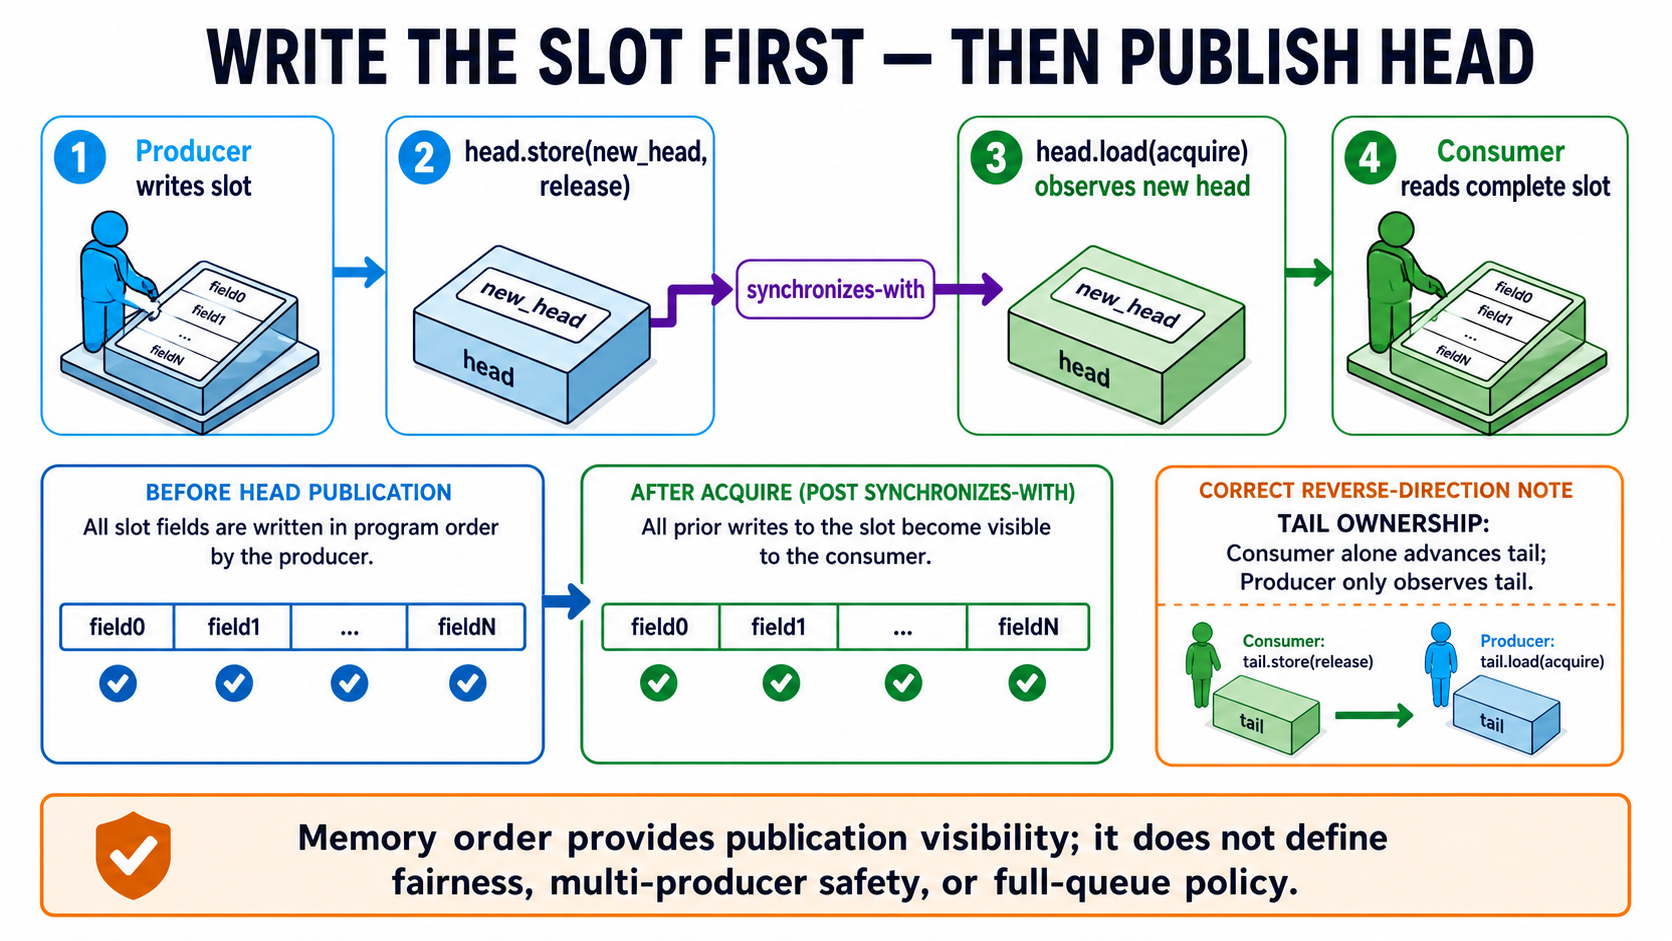 WRITE THE SLOT FIRST — THEN PUBLISH HEAD
1
Producer
writes slot
field0
field1
...
fieldN
2
head.store(new_head,
release)
new_head
head
synchronizes-with
3
head.load(acquire)
observes new head
new_head
head
4
Consumer
reads complete slot
field0
field1
...
fieldN
BEFORE HEAD PUBLICATION
All slot fields are written in program order
by the producer.
field0 field1 ... fieldN
AFTER ACQUIRE (POST SYNCHRONIZES-WITH)
All prior writes to the slot become visible
to the consumer.
field0 field1 ... fieldN
CORRECT REVERSE-DIRECTION NOTE
TAIL OWNERSHIP:
Consumer alone advances tail;
Producer only observes tail.
Consumer:
tail.store(release)
tail
Producer:
tail.load(acquire)
tail
Memory order provides publication visibility; it does not define
fairness, multi-producer safety, or full-queue policy.